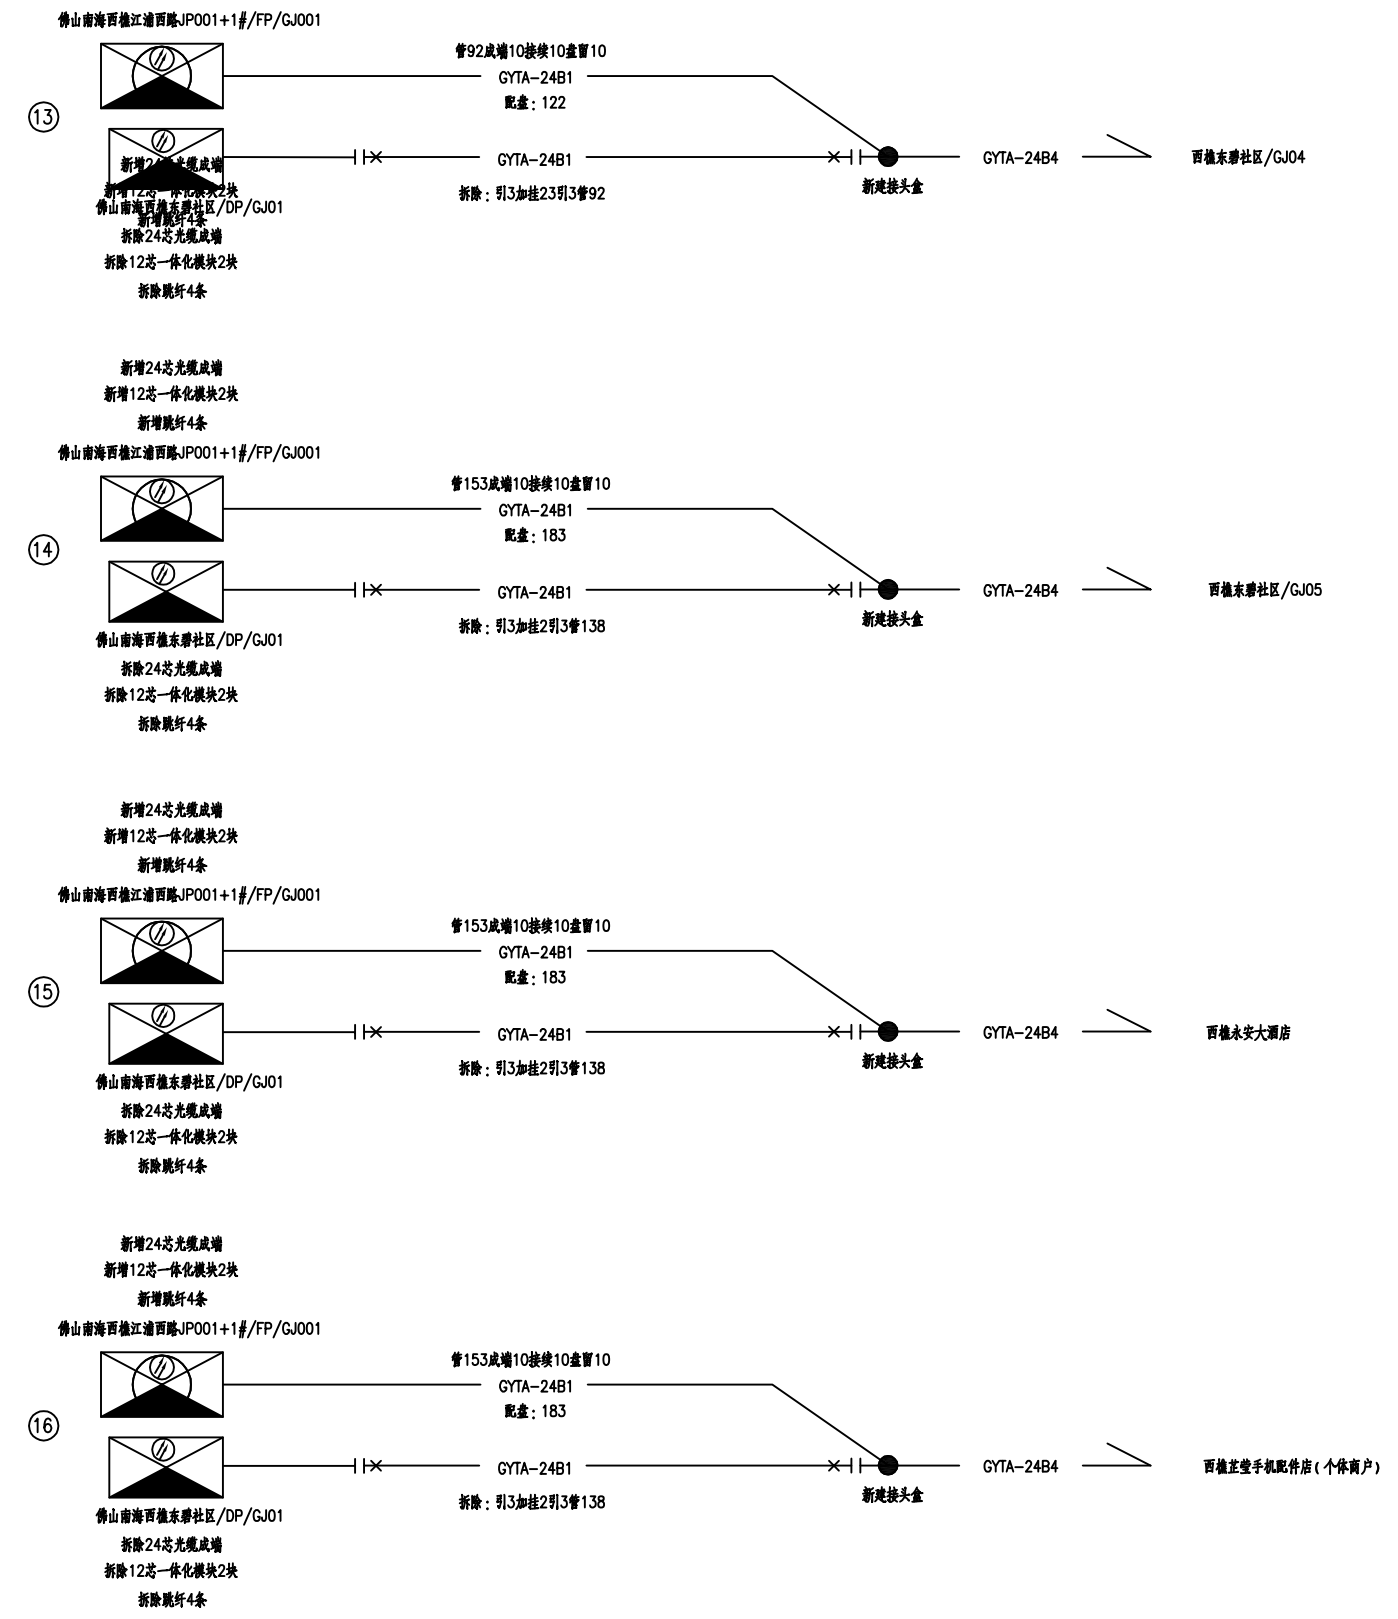 佛山南海西樵江浦西路JP001+1#/FP/GJ001
管92成端10接续10盘留10
GYTA-24B1
配盘：122
13
GYTA-24B1
GYTA-24B4
西樵东碧社区/GJ04
新增24芯光缆成端
新增12芯一体化模块2块
拆除：引3加挂23引3管92
新建接头盒
佛山南海西樵东碧社区/DP/GJ01
新增跳纤4条
拆除24芯光缆成端
拆除12芯一体化模块2块
拆除跳纤4条
新增24芯光缆成端
新增12芯一体化模块2块
新增跳纤4条
佛山南海西樵江浦西路JP001+1#/FP/GJ001
管153成端10接续10盘留10
GYTA-24B1
配盘：183
14
GYTA-24B1
GYTA-24B4
西樵东碧社区/GJ05
拆除：引3加挂2引3管138
新建接头盒
佛山南海西樵东碧社区/DP/GJ01
拆除24芯光缆成端
拆除12芯一体化模块2块
拆除跳纤4条
新增24芯光缆成端
新增12芯一体化模块2块
新增跳纤4条
佛山南海西樵江浦西路JP001+1#/FP/GJ001
管153成端10接续10盘留10
GYTA-24B1
配盘：183
15
GYTA-24B1
GYTA-24B4
西樵永安大酒店
拆除：引3加挂2引3管138
新建接头盒
佛山南海西樵东碧社区/DP/GJ01
拆除24芯光缆成端
拆除12芯一体化模块2块
拆除跳纤4条
新增24芯光缆成端
新增12芯一体化模块2块
新增跳纤4条
佛山南海西樵江浦西路JP001+1#/FP/GJ001
管153成端10接续10盘留10
GYTA-24B1
配盘：183
16
GYTA-24B1
GYTA-24B4
西樵芷莹手机配件店(个体商户)
拆除：引3加挂2引3管138
新建接头盒
佛山南海西樵东碧社区/DP/GJ01
拆除24芯光缆成端
拆除12芯一体化模块2块
拆除跳纤4条